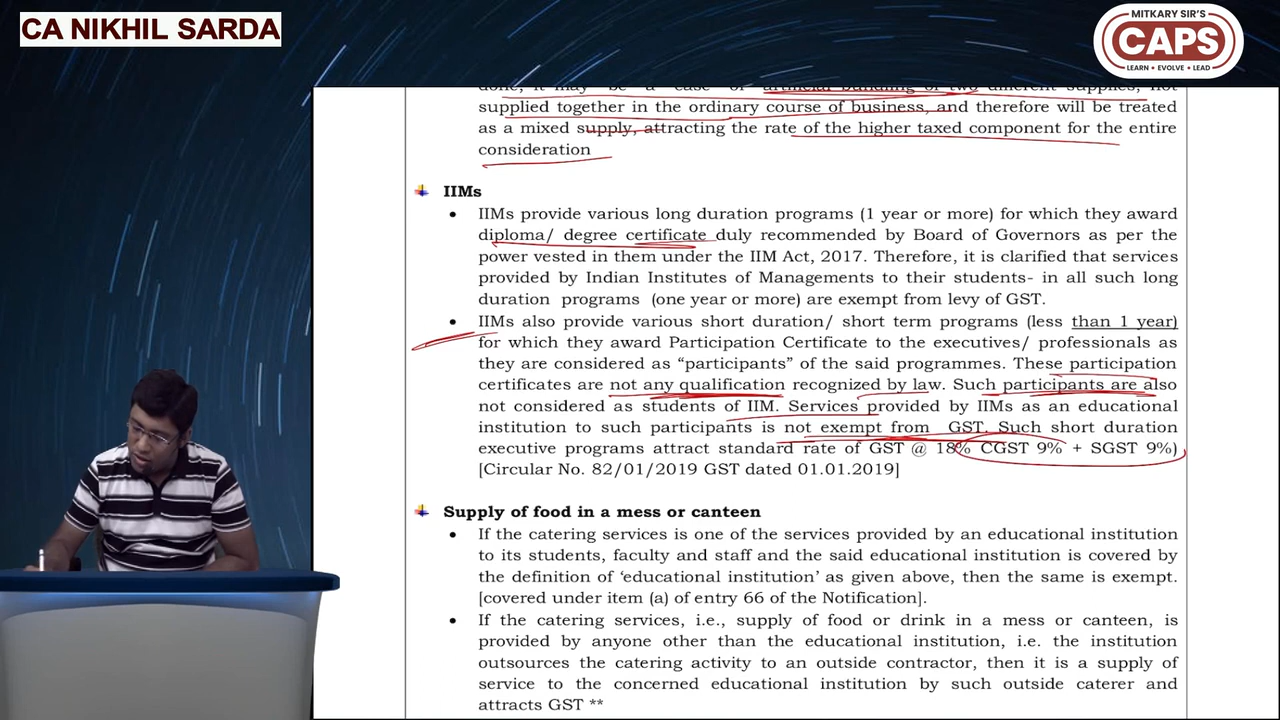 CA NIKHIL SARDA
MITKARY SIR'S
CAPS
LEARN • EVOLVE • LEAD
done, it may be a case of artificial bundling of two different supplies, not
supplied together in the ordinary course of business, and therefore will be treated
as a mixed supply, attracting the rate of the higher taxed component for the entire
consideration
IIMs
• IIMs provide various long duration programs (1 year or more) for which they award
diploma/ degree certificate duly recommended by Board of Governors as per the
power vested in them under the IIM Act, 2017. Therefore, it is clarified that services
provided by Indian Institutes of Managements to their students- in all such long
duration programs (one year or more) are exempt from levy of GST.
• IIMs also provide various short duration/ short term programs (less than 1 year)
for which they award Participation Certificate to the executives/ professionals as
they are considered as “participants” of the said programmes. These participation
certificates are not any qualification recognized by law. Such participants are also
not considered as students of IIM. Services provided by IIMs as an educational
institution to such participants is not exempt from GST. Such short duration
executive programs attract standard rate of GST @ 18% CGST 9% + SGST 9%)
[Circular No. 82/01/2019 GST dated 01.01.2019]
Supply of food in a mess or canteen
• If the catering services is one of the services provided by an educational institution
to its students, faculty and staff and the said educational institution is covered by
the definition of ‘educational institution’ as given above, then the same is exempt.
[covered under item (a) of entry 66 of the Notification].
• If the catering services, i.e., supply of food or drink in a mess or canteen, is
provided by anyone other than the educational institution, i.e. the institution
outsources the catering activity to an outside contractor, then it is a supply of
service to the concerned educational institution by such outside caterer and
attracts GST **